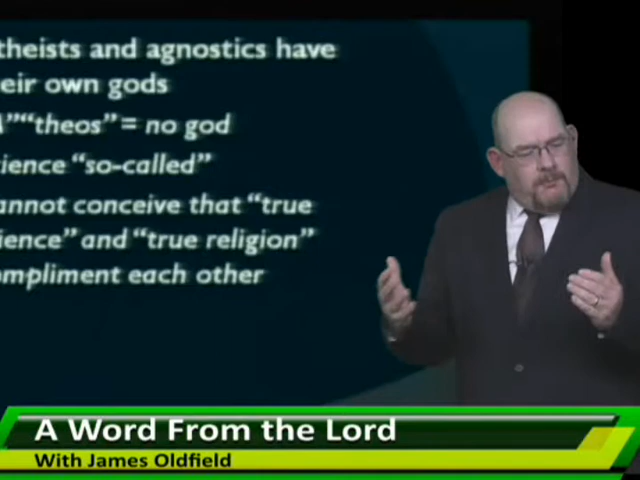 theists and agnostics have
eir own gods
""theos" = no god
ience "so-called"
annot conceive that "true
ience" and "true religion"
mpliment each other
A Word From the Lord
With James Oldfield